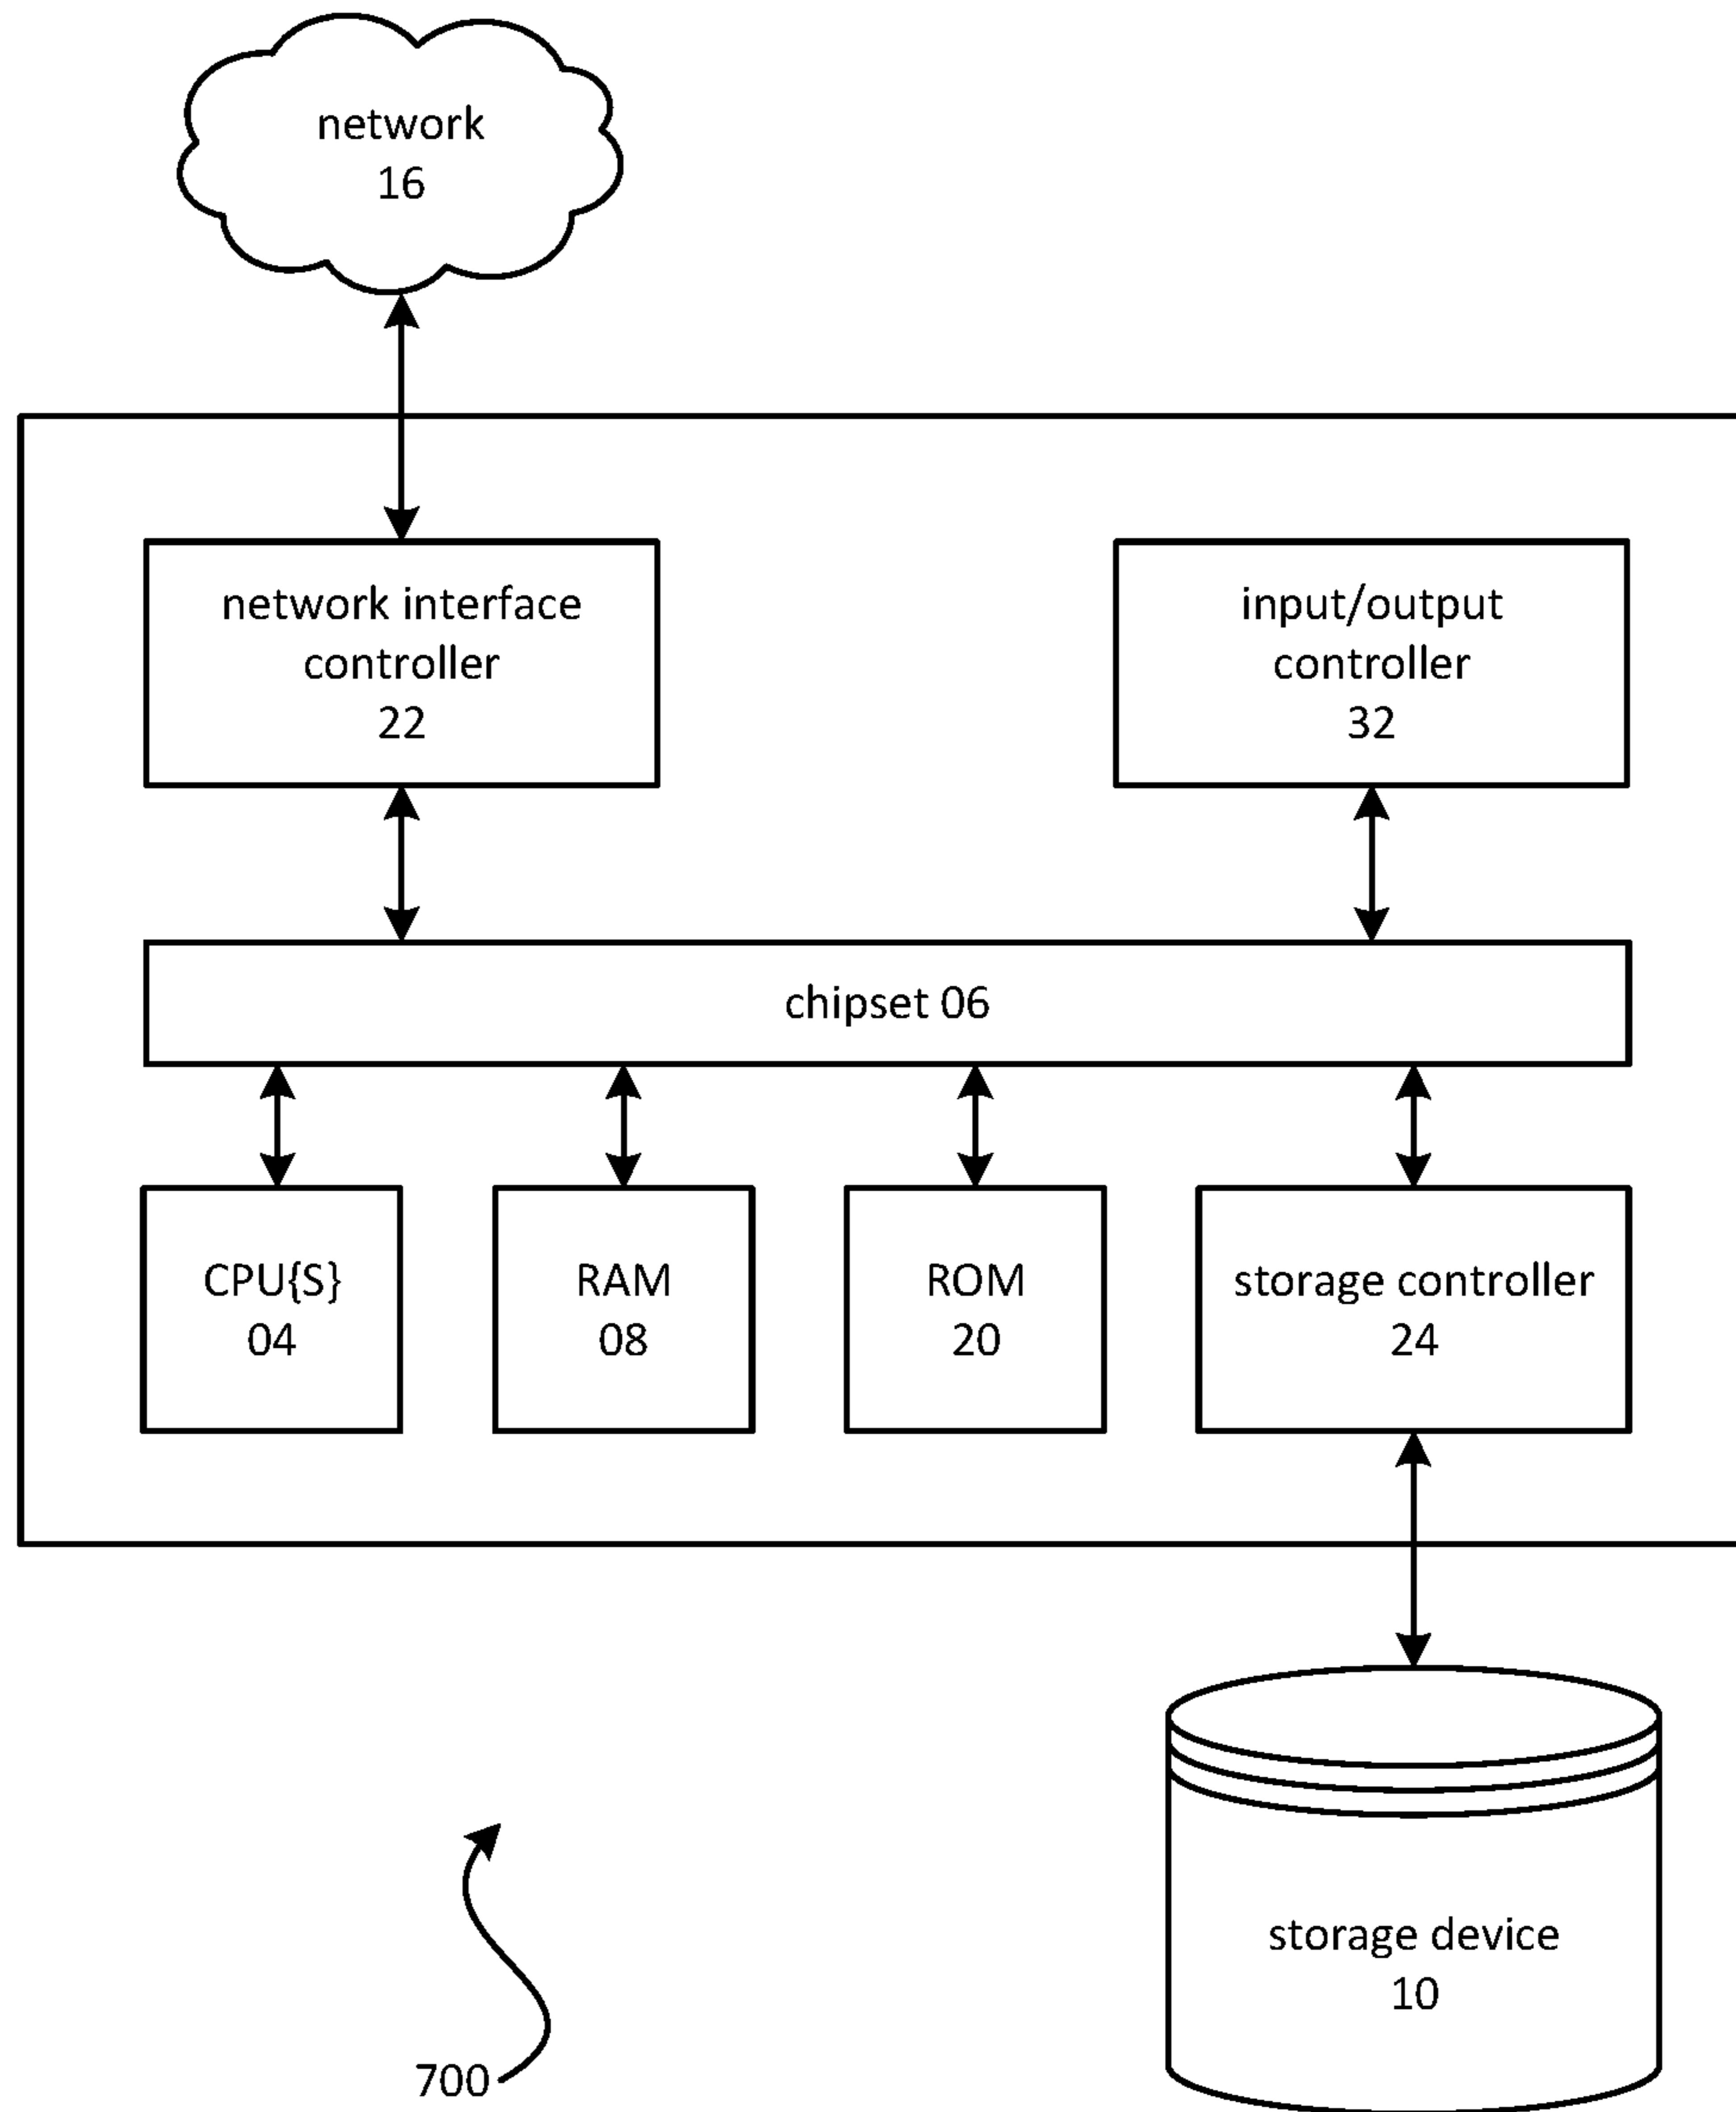 network
16
network interface
controller
22
input/output
controller
32
chipset 06
CPU{S}
04
RAM
08
ROM
20
storage controller
24
storage device
10
700